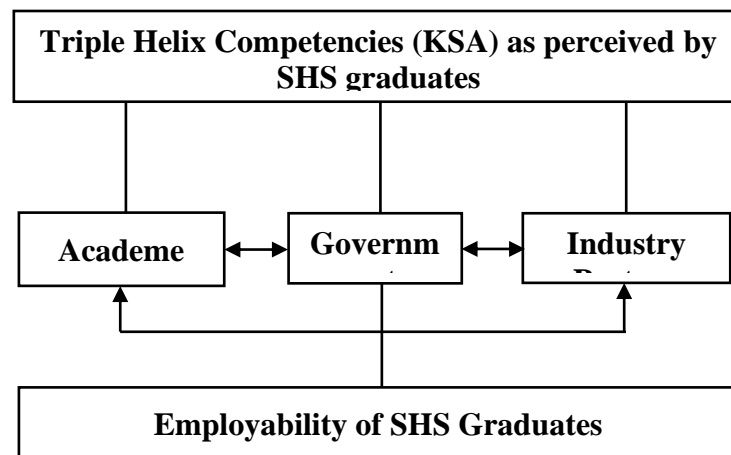 Triple Helix Competencies (KSA) as perceived by
SHS graduates
Academe
Governm
Industry
Employability of SHS Graduates